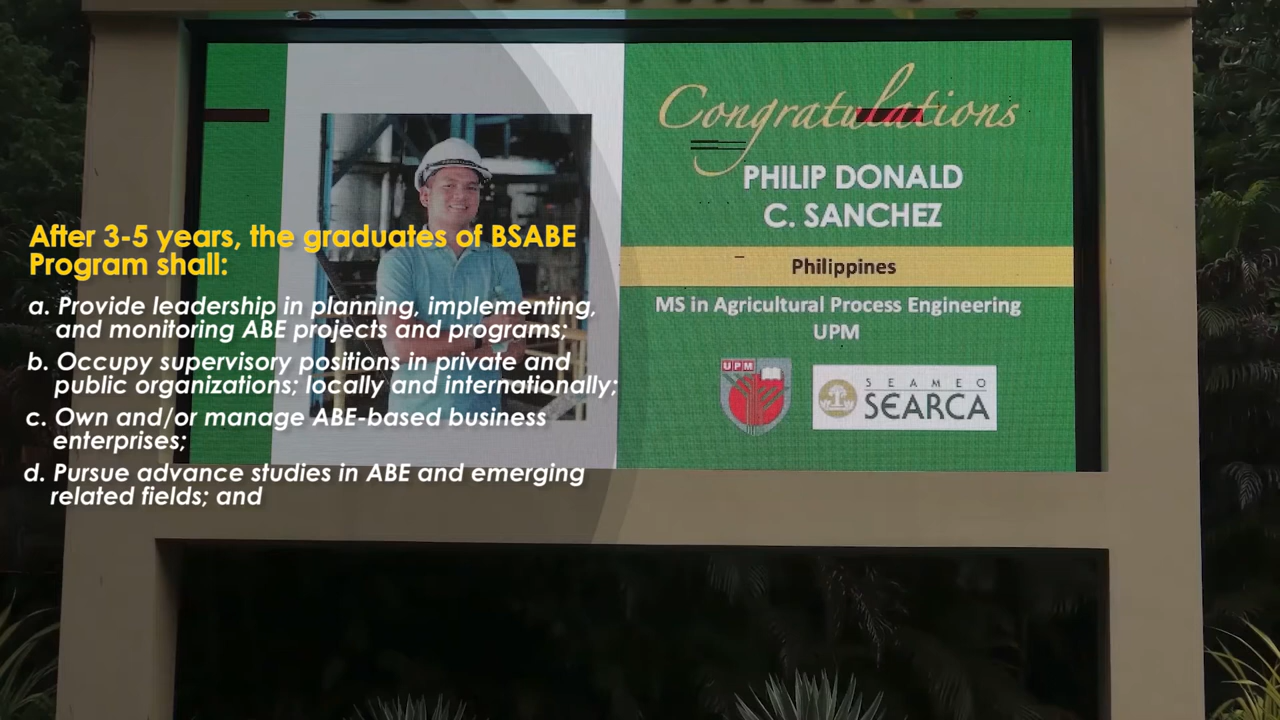 After 3-5 years, the graduates of BSABE
Program shall:
a. Provide leadership in planning, implementing,
and monitoring ABE projects and programs;
b. Occupy supervisory positions in private and
public organizations; locally and internationally;
c. Own and/or manage ABE-based business
enterprises;
d. Pursue advance studies in ABE and emerging
related fields; and
Congratulations
PHILIP DONALD
C. SANCHEZ
Philippines
MS in Agricultural Process Engineering
UPM
UPM
SEAMEO
SEARCA